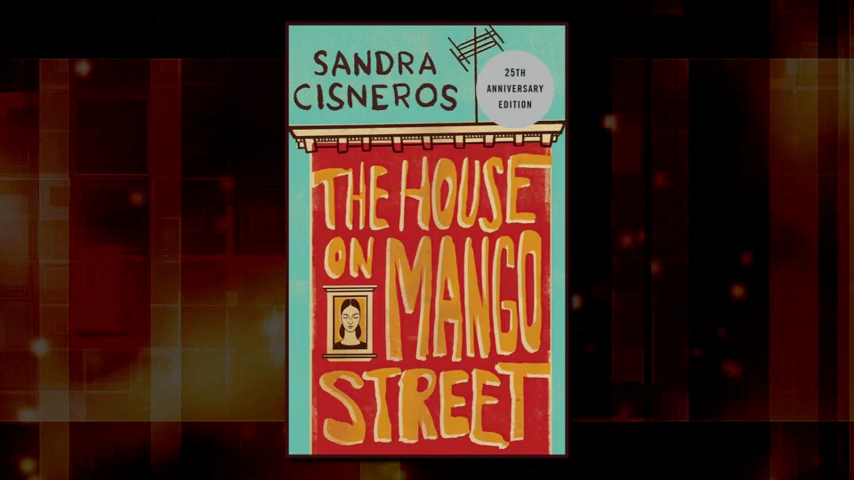 SANDRA
CISNEROS
25TH
ANNIVERSARY
EDITION
THE HOUSE
ON MANGO
STREET